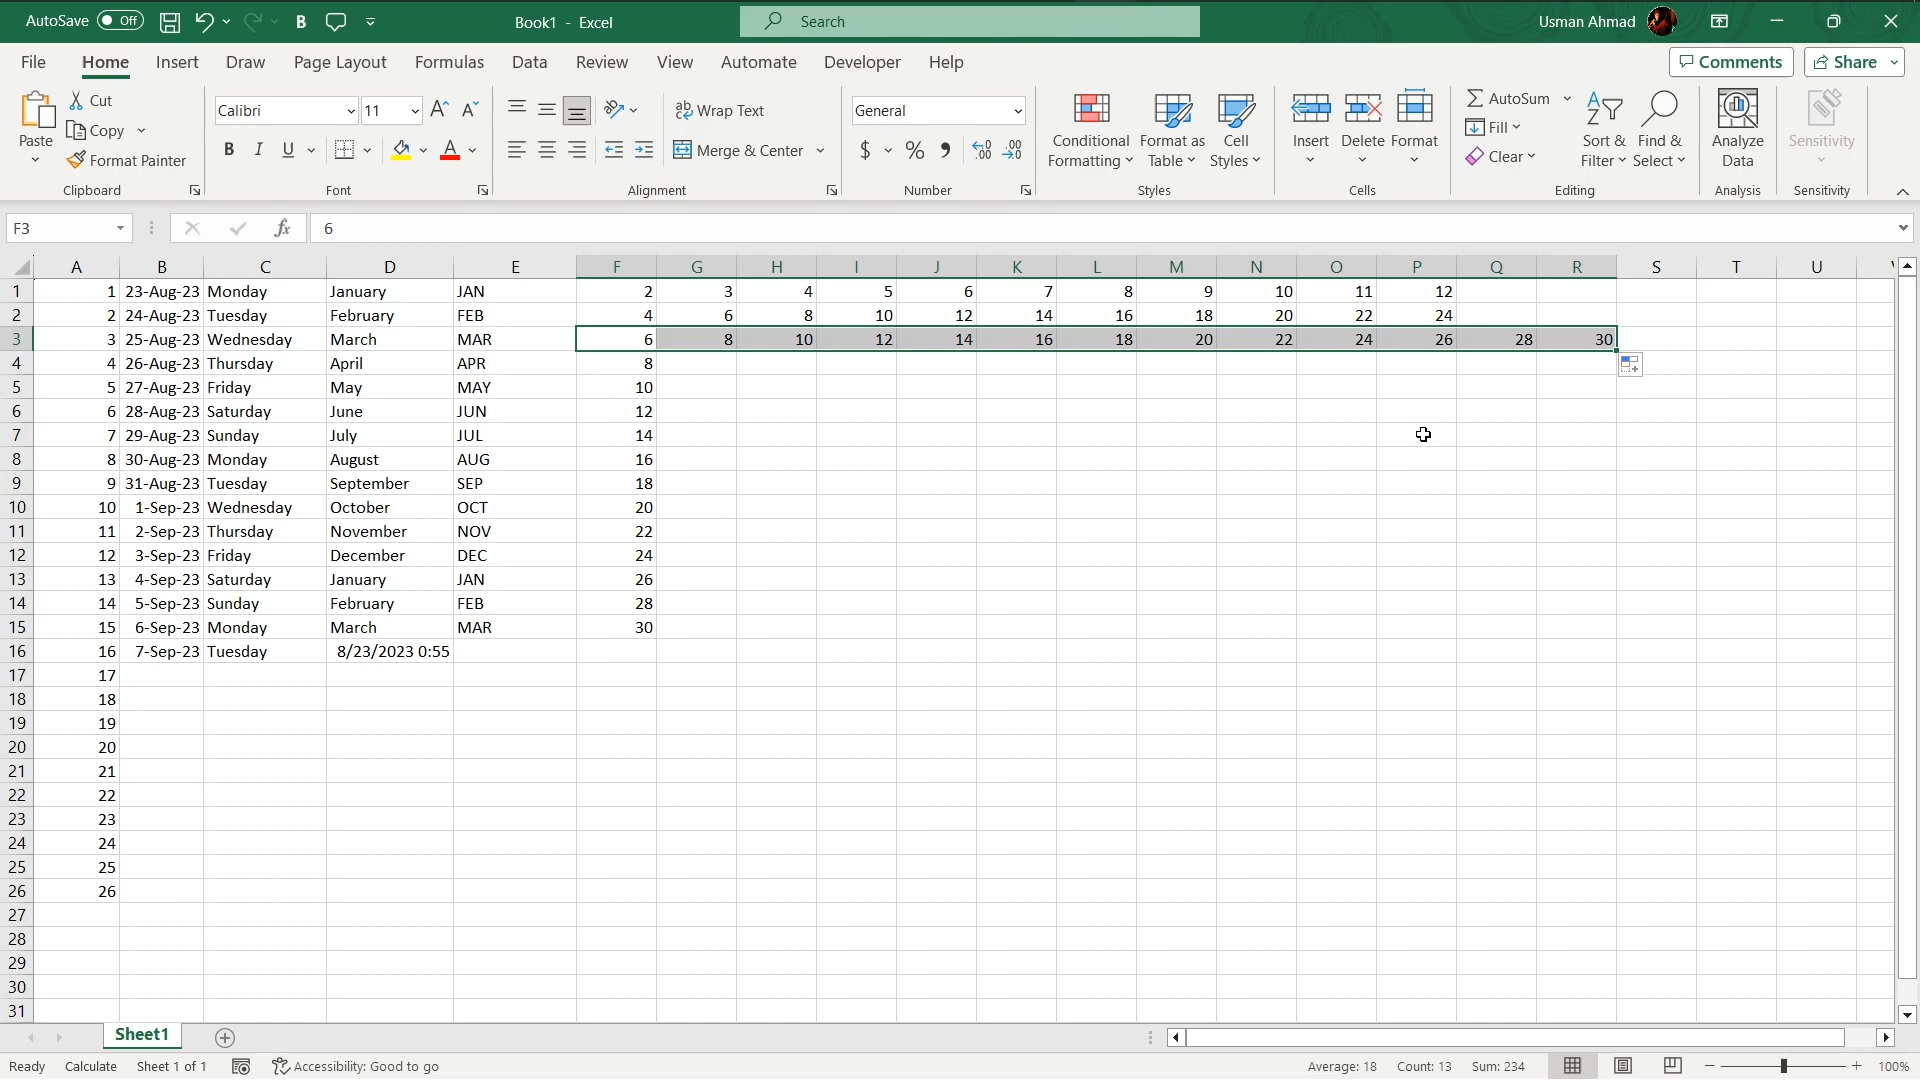 AutoSave Off B Book1 - Excel Search Usman Ahmad
File Home Insert Draw Page Layout Formulas Data Review View Automate Developer Help Comments Share
Paste Cut Copy Format Painter Clipboard
Calibri 11 B I U A Font
Wrap Text Merge & Center Alignment
General $ % Number
Conditional Formatting Format as Table Cell Styles Styles
Insert Delete Format Cells
AutoSum Fill Clear Sort & Filter Find & Select Editing
Analyze Data Analysis
Sensitivity Sensitivity
F3 fx 6
A B C D E F G H I J K L M N O P Q R S T U
1 1 23-Aug-23 Monday January JAN 2 3 4 5 6 7 8 9 10 11 12
2 2 24-Aug-23 Tuesday February FEB 4 6 8 10 12 14 16 18 20 22 24
3 3 25-Aug-23 Wednesday March MAR 6 8 10 12 14 16 18 20 22 24 26 28 30
4 4 26-Aug-23 Thursday April APR 8
5 5 27-Aug-23 Friday May MAY 10
6 6 28-Aug-23 Saturday June JUN 12
7 7 29-Aug-23 Sunday July JUL 14
8 8 30-Aug-23 Monday August AUG 16
9 9 31-Aug-23 Tuesday September SEP 18
10 10 1-Sep-23 Wednesday October OCT 20
11 11 2-Sep-23 Thursday November NOV 22
12 12 3-Sep-23 Friday December DEC 24
13 13 4-Sep-23 Saturday January JAN 26
14 14 5-Sep-23 Sunday February FEB 28
15 15 6-Sep-23 Monday March MAR 30
16 16 7-Sep-23 Tuesday 8/23/2023 0:55
17 17
18 18
19 19
20 20
21 21
22 22
23 23
24 24
25 25
26 26
27
28
29
30
31
Sheet1
Ready Calculate Sheet 1 of 1 Accessibility: Good to go Average: 18 Count: 13 Sum: 234 100%